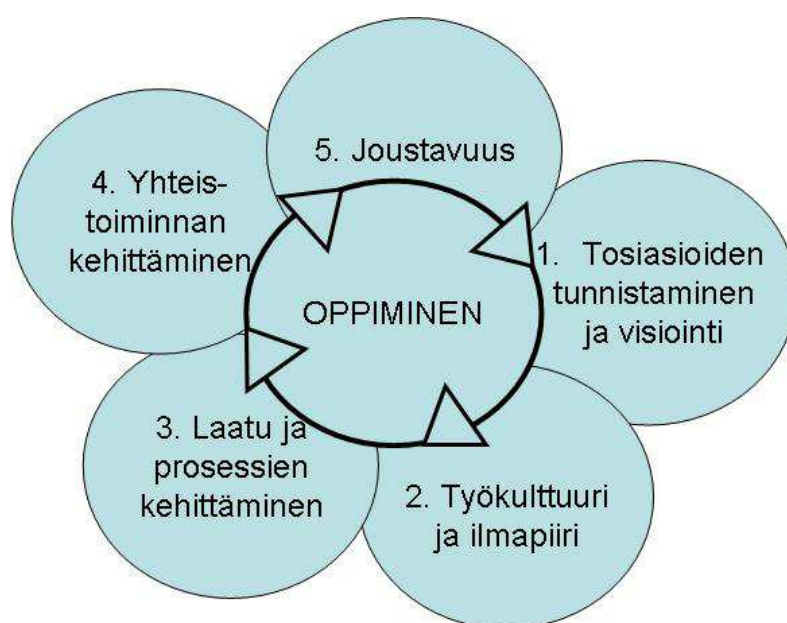 5. Joustavuus
4. Yhteis-
toiminnan
kehittäminen
1. Tosiasioiden
tunnistaminen
ja visiointi
OPPIMINEN
3. Laatu ja
prosessien
kehittäminen
2. Työkulttuuri
ja ilmapiiri